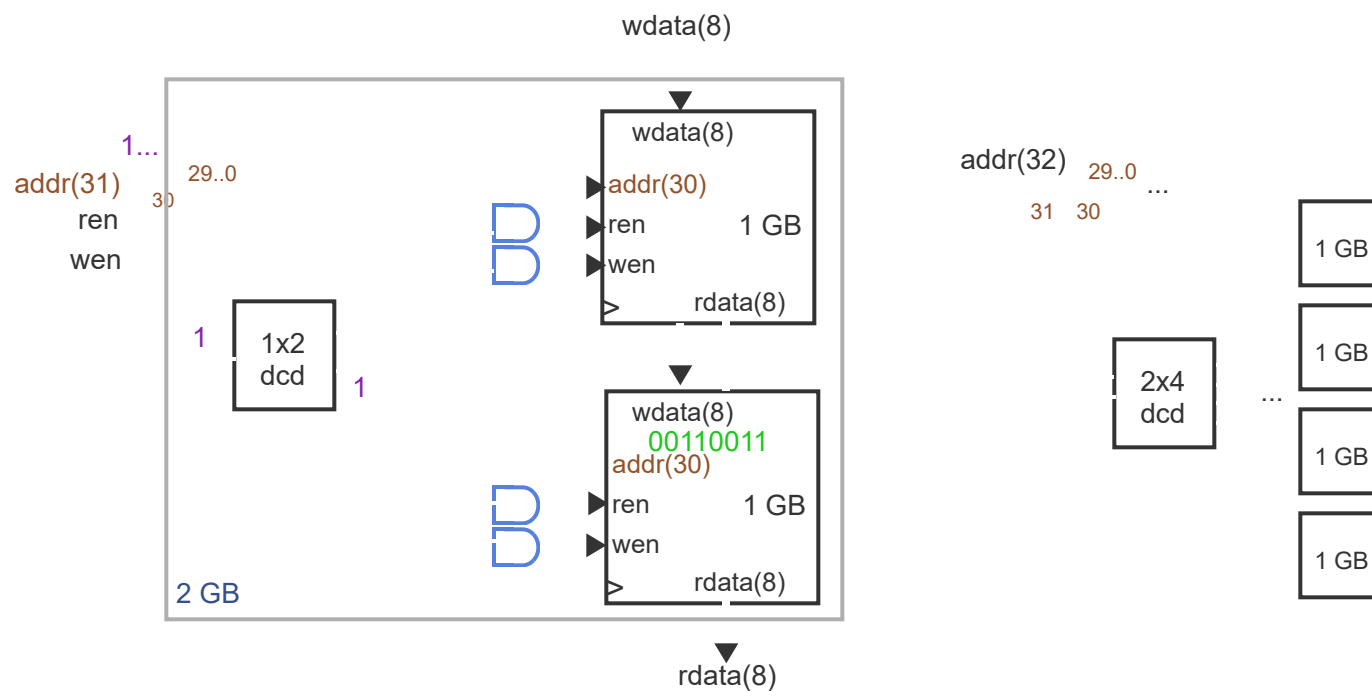 wdata(8)
1...
addr(31)
29..0
30
ren
wen
1
1x2
dcd
1
wdata(8)
addr(30)
ren
1 GB
wen
rdata(8)
wdata(8)
00110011
addr(30)
ren
1 GB
wen
rdata(8)
2 GB
rdata(8)
addr(32)
29..0
...
31 30
2x4
dcd
...
1 GB
1 GB
1 GB
1 GB